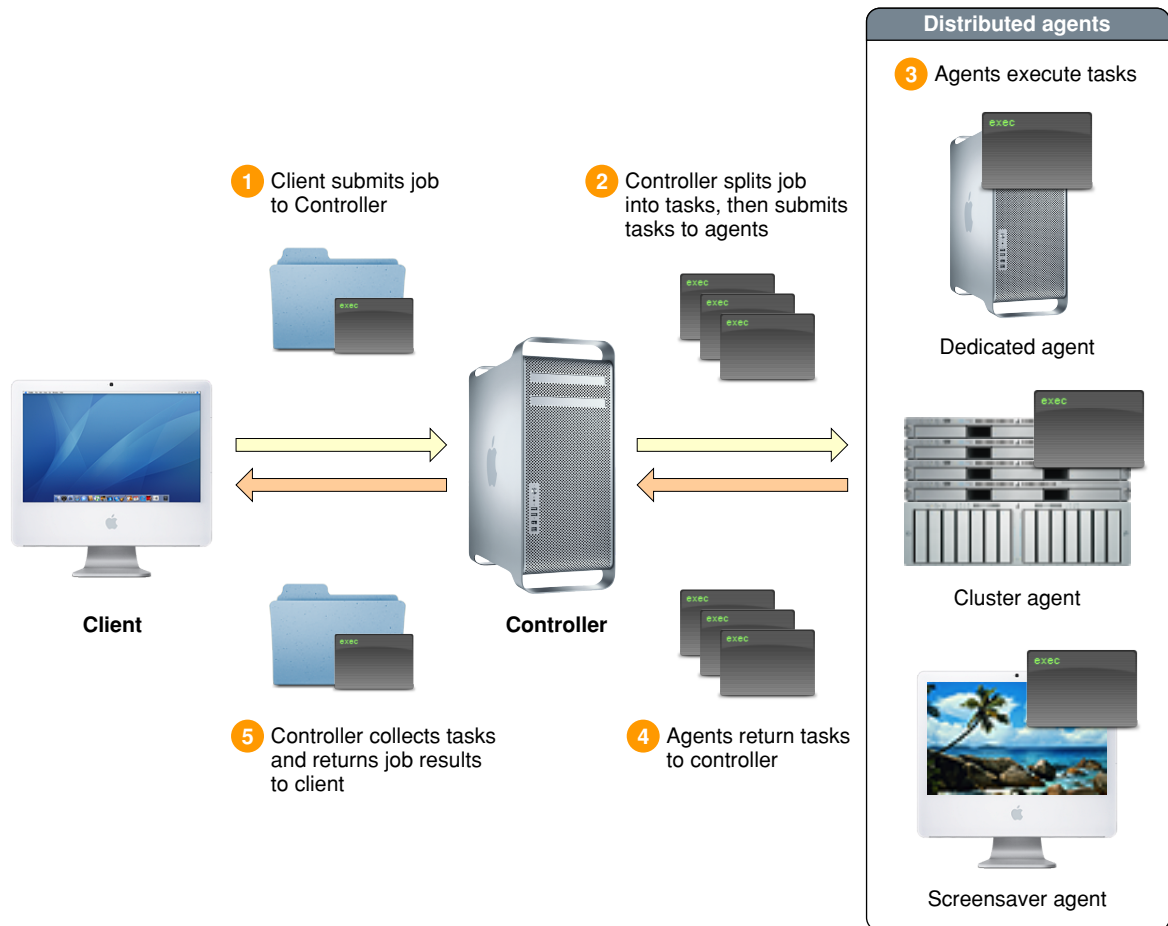 Distributed agents
3 Agents execute tasks
exec
Dedicated agent
exec
Cluster agent
exec
Screensaver agent
1 Client submits job
to Controller
exec
2 Controller splits job
into tasks, then submits
tasks to agents
exec
exec
exec
Client
Controller
exec
exec
exec
exec
5 Controller collects tasks
and returns job results
to client
4 Agents return tasks
to controller